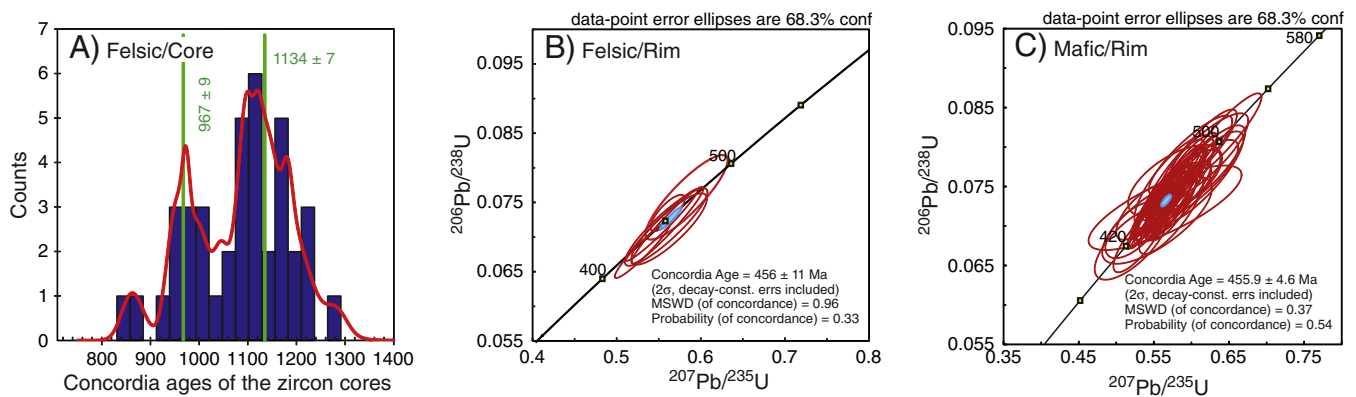 A) Felsic/Core
7
6
5
4
3
2
1
0
Counts
967 ± 9
1134 ± 7
800 900 1000 1100 1200 1300 1400
Concordia ages of the zircon cores
data-point error ellipses are 68.3% conf
B) Felsic/Rim
0.095
0.085
0.075
0.065
0.055
206Pb/238U
500
400
Concordia Age = 456 ± 11 Ma
(2σ, decay-const. errs included)
MSWD (of concordance) = 0.96
Probability (of concordance) = 0.33
0.4 0.5 0.6 0.7 0.8
207Pb/235U
data-point error ellipses are 68.3% conf
C) Mafic/Rim
0.095
0.085
0.075
0.065
0.055
206Pb/238U
580
500
420
Concordia Age = 455.9 ± 4.6 Ma
(2σ, decay-const. errs included)
MSWD (of concordance) = 0.37
Probability (of concordance) = 0.54
0.35 0.45 0.55 0.65 0.75
207Pb/235U